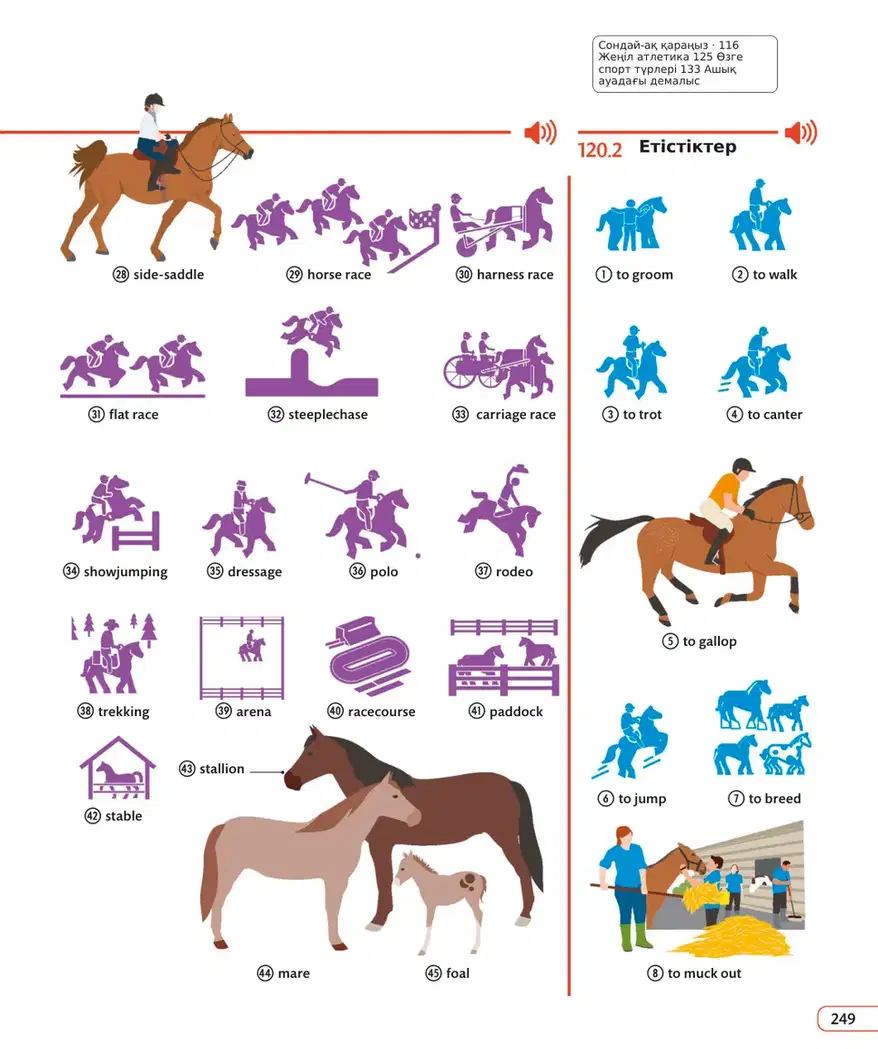 Сондай-ақ қараңыз · 116
Жеңіл атлетика 125 Өзге
спорт түрлері 133 Ашық
ауадағы демалыс
120.2 Етістіктер
28 side-saddle
29 horse race
30 harness race
31 flat race
32 steeplechase
33 carriage race
34 showjumping
35 dressage
36 polo
37 rodeo
38 trekking
39 arena
40 racecourse
41 paddock
42 stable
43 stallion
44 mare
45 foal
1 to groom
2 to walk
3 to trot
4 to canter
5 to gallop
6 to jump
7 to breed
8 to muck out
249